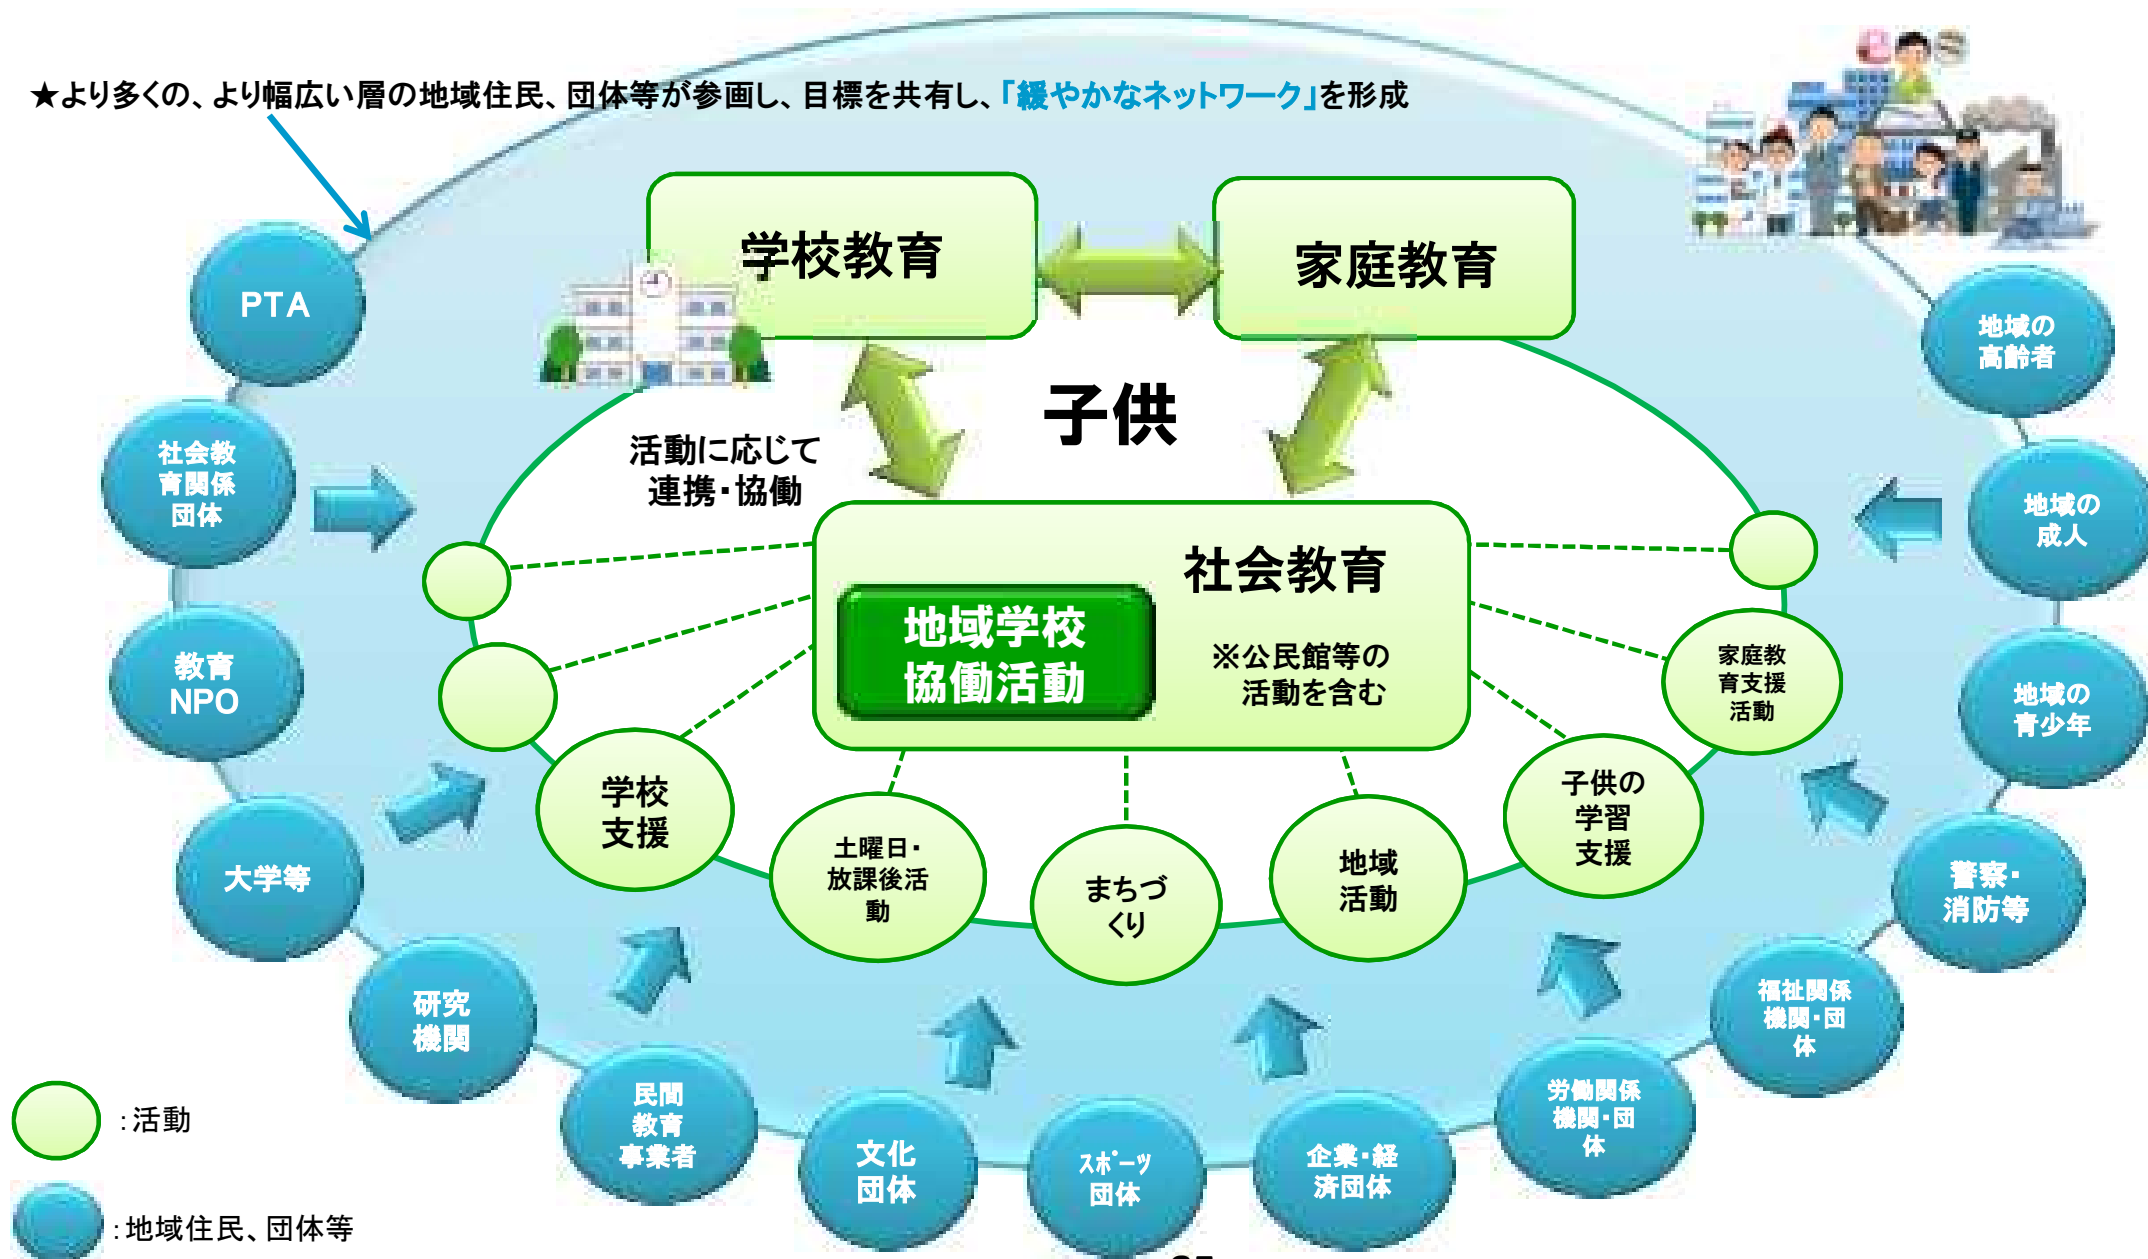 ★より多くの、より幅広い層の地域住民、団体等が参画し、目標を共有し、「緩やかなネットワーク」を形成
学校教育
家庭教育
子供
活動に応じて
連携・協働
社会教育
地域学校
協働活動
※公民館等の
活動を含む
学校
支援
土曜日・
放課後活
動
まちづ
くり
地域
活動
子供の
学習
支援
家庭教
育支援
活動
PTA
社会教
育関係
団体
教育
NPO
大学等
研究
機関
民間
教育
事業者
文化
団体
スポーツ
団体
企業・経
済団体
労働関係
機関・団
体
福祉関係
機関・団
体
警察・
消防等
地域の
青少年
地域の
成人
地域の
高齢者
：活動
：地域住民、団体等